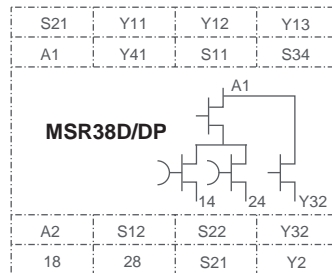 S21 Y11 Y12 Y13
A1 Y41 S11 S34
A1
MSR38D/DP
14 24 Y32
A2 S12 S22 Y32
18 28 S21 Y2